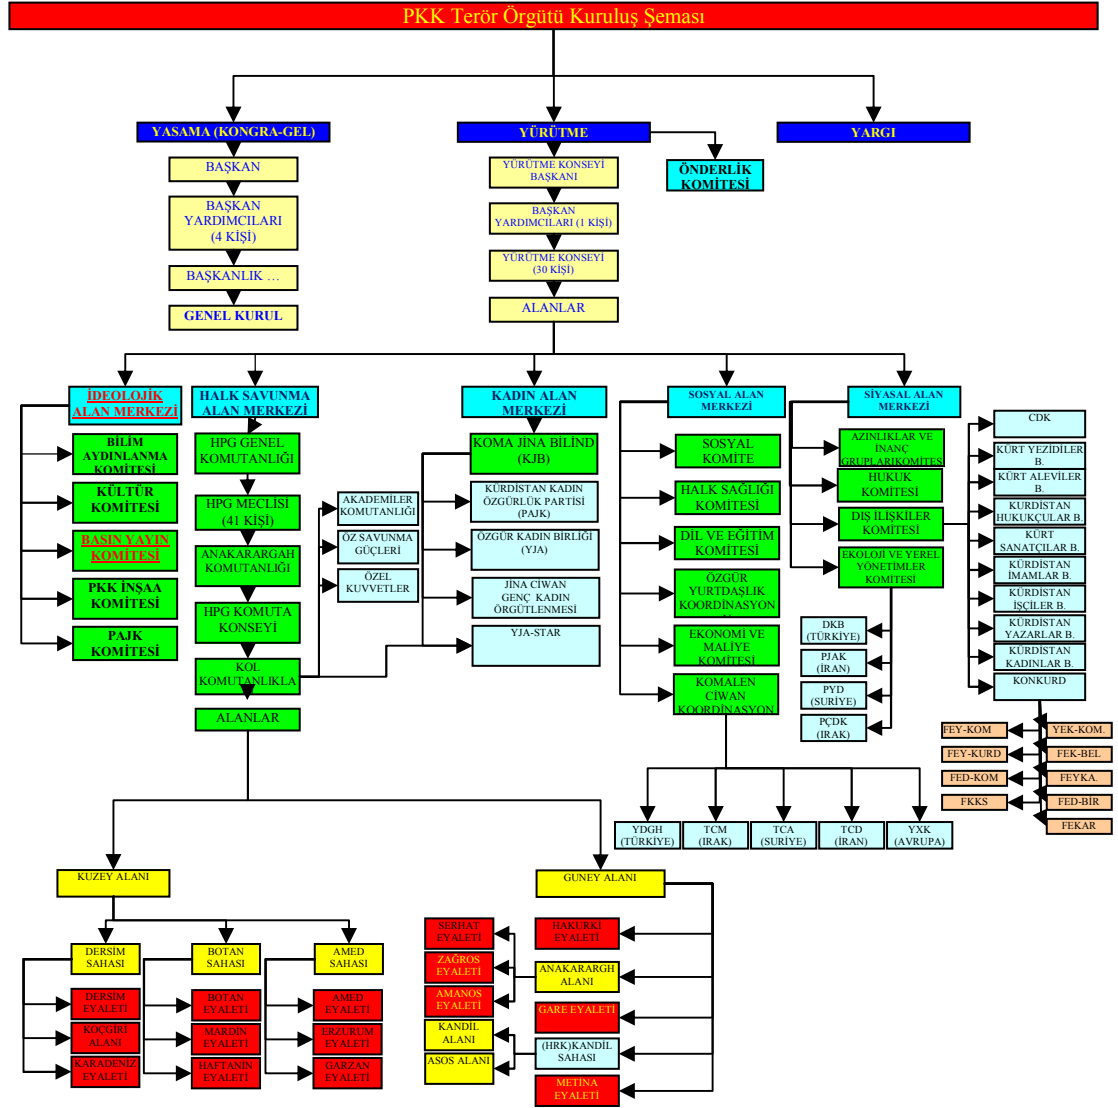 PKK Terör Örgütü Kuruluş Şeması
YASAMA (KONGRA-GEL)
YÜRÜTME
YARGI
BAŞKAN
BAŞKAN
YARDIMCILARI
(4 KİŞİ)
BAŞKANLIK …
GENEL KURUL
YÜRÜTME KONSEYİ
BAŞKANI
BAŞKAN
YARDIMCILARI (1 KİŞİ)
YÜRÜTME KONSEYİ
(30 KİŞİ)
ALANLAR
ÖNDERLİK
KOMİTESİ
İDEOLOJİK
ALAN MERKEZİ
BİLİM
AYDINLANMA
KOMİTESİ
KÜLTÜR
KOMİTESİ
BASIN YAYIN
KOMİTESİ
PKK İNŞAA
KOMİTESİ
PAJK
KOMİTESİ
HALK SAVUNMA
ALAN MERKEZİ
HPG GENEL
KOMUTANLIĞI
HPG MECLİSİ
(41 KİŞİ)
ANAKARARGAH
KOMUTANLIĞI
HPG KOMUTA
KONSEYİ
KOL
KOMUTANLIKLA
ALANLAR
AKADEMİLER
KOMUTANLIĞI
ÖZ SAVUNMA
GÜÇLERİ
ÖZEL
KUVVETLER
KADIN ALAN
MERKEZİ
KOMA JİNA BİLİND
(KJB)
KÜRDİSTAN KADIN
ÖZGÜRLÜK PARTİSİ
(PAJK)
ÖZGÜR KADIN BİRLİĞİ
(YJA)
JİNA CİWAN
GENÇ KADIN
ÖRGÜTLENMESİ
YJA-STAR
SOSYAL ALAN
MERKEZİ
SOSYAL
KOMİTE
HALK SAĞLIĞI
KOMİTESİ
DİL VE EĞİTİM
KOMİTESİ
ÖZGÜR
YURTDAŞLIK
KOORDİNASYON
EKONOMİ VE
MALİYE
KOMİTESİ
KOMALEN
CİWAN
KOORDİNASYON
SİYASAL ALAN
MERKEZİ
AZINLIKLAR VE
İNANÇ
GRUPLARIKOMİTES
HUKUK
KOMİTESİ
DIŞ İLİŞKİLER
KOMİTESİ
EKOLOJİ VE YEREL
YÖNETİMLER
KOMİTESİ
DKB
(TÜRKİYE)
PJAK
(İRAN)
PYD
(SURİYE)
PÇDK
(IRAK)
CDK
KÜRT YEZİDİLER
B.
KÜRT ALEVİLER
B.
KURDİSTAN
HUKUKÇULAR B.
KÜRT
SANATÇILAR B.
KÜRDİSTAN
İMAMLAR B.
KÜRDİSTAN
İŞÇİLER B.
KÜRDİSTAN
YAZARLAR B.
KÜRDİSTAN
KADINLAR B.
KONKURD
FEY-KOM
YEK-KOM.
FEY-KURD
FEK-BEL
FED-KOM
FEYKA.
FKKS
FED-BİR
FEKAR
YDGH
(TÜRKİYE)
TCM
(IRAK)
TCA
(SURİYE)
TCD
(İRAN)
YXK
(AVRUPA)
KUZEY ALANI
DERSİM
SAHASI
BOTAN
SAHASI
AMED
SAHASI
DERSİM
EYALETİ
KOÇGİRİ
ALANI
KARADENİZ
EYALETİ
BOTAN
EYALETİ
MARDİN
EYALETİ
HAFTANİN
EYALETİ
AMED
EYALETİ
ERZURUM
EYALETİ
GARZAN
EYALETİ
GUNEY ALANI
SERHAT
EYALETİ
ZAĞROS
EYALETİ
AMANOS
EYALETİ
KANDİL
ALANI
ASOS ALANI
HAKURKİ
EYALETİ
ANAKARARGH
ALANI
GARE EYALETİ
(HRK)KANDİL
SAHASI
METİNA
EYALETİ